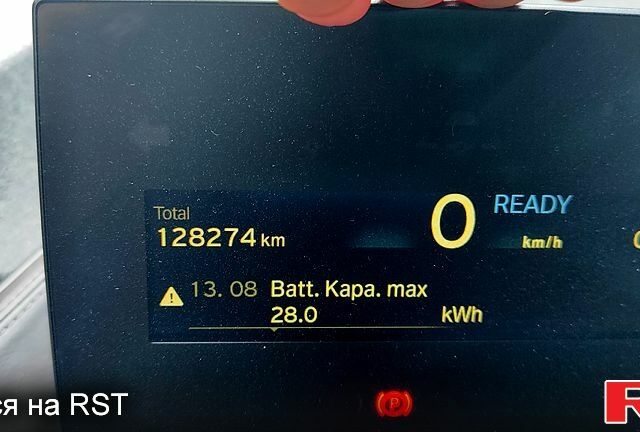 Total
128274 km
0
READY
km/h
13. 08 Batt. Kapa. max
28.0 kWh
P
ся на RST
R